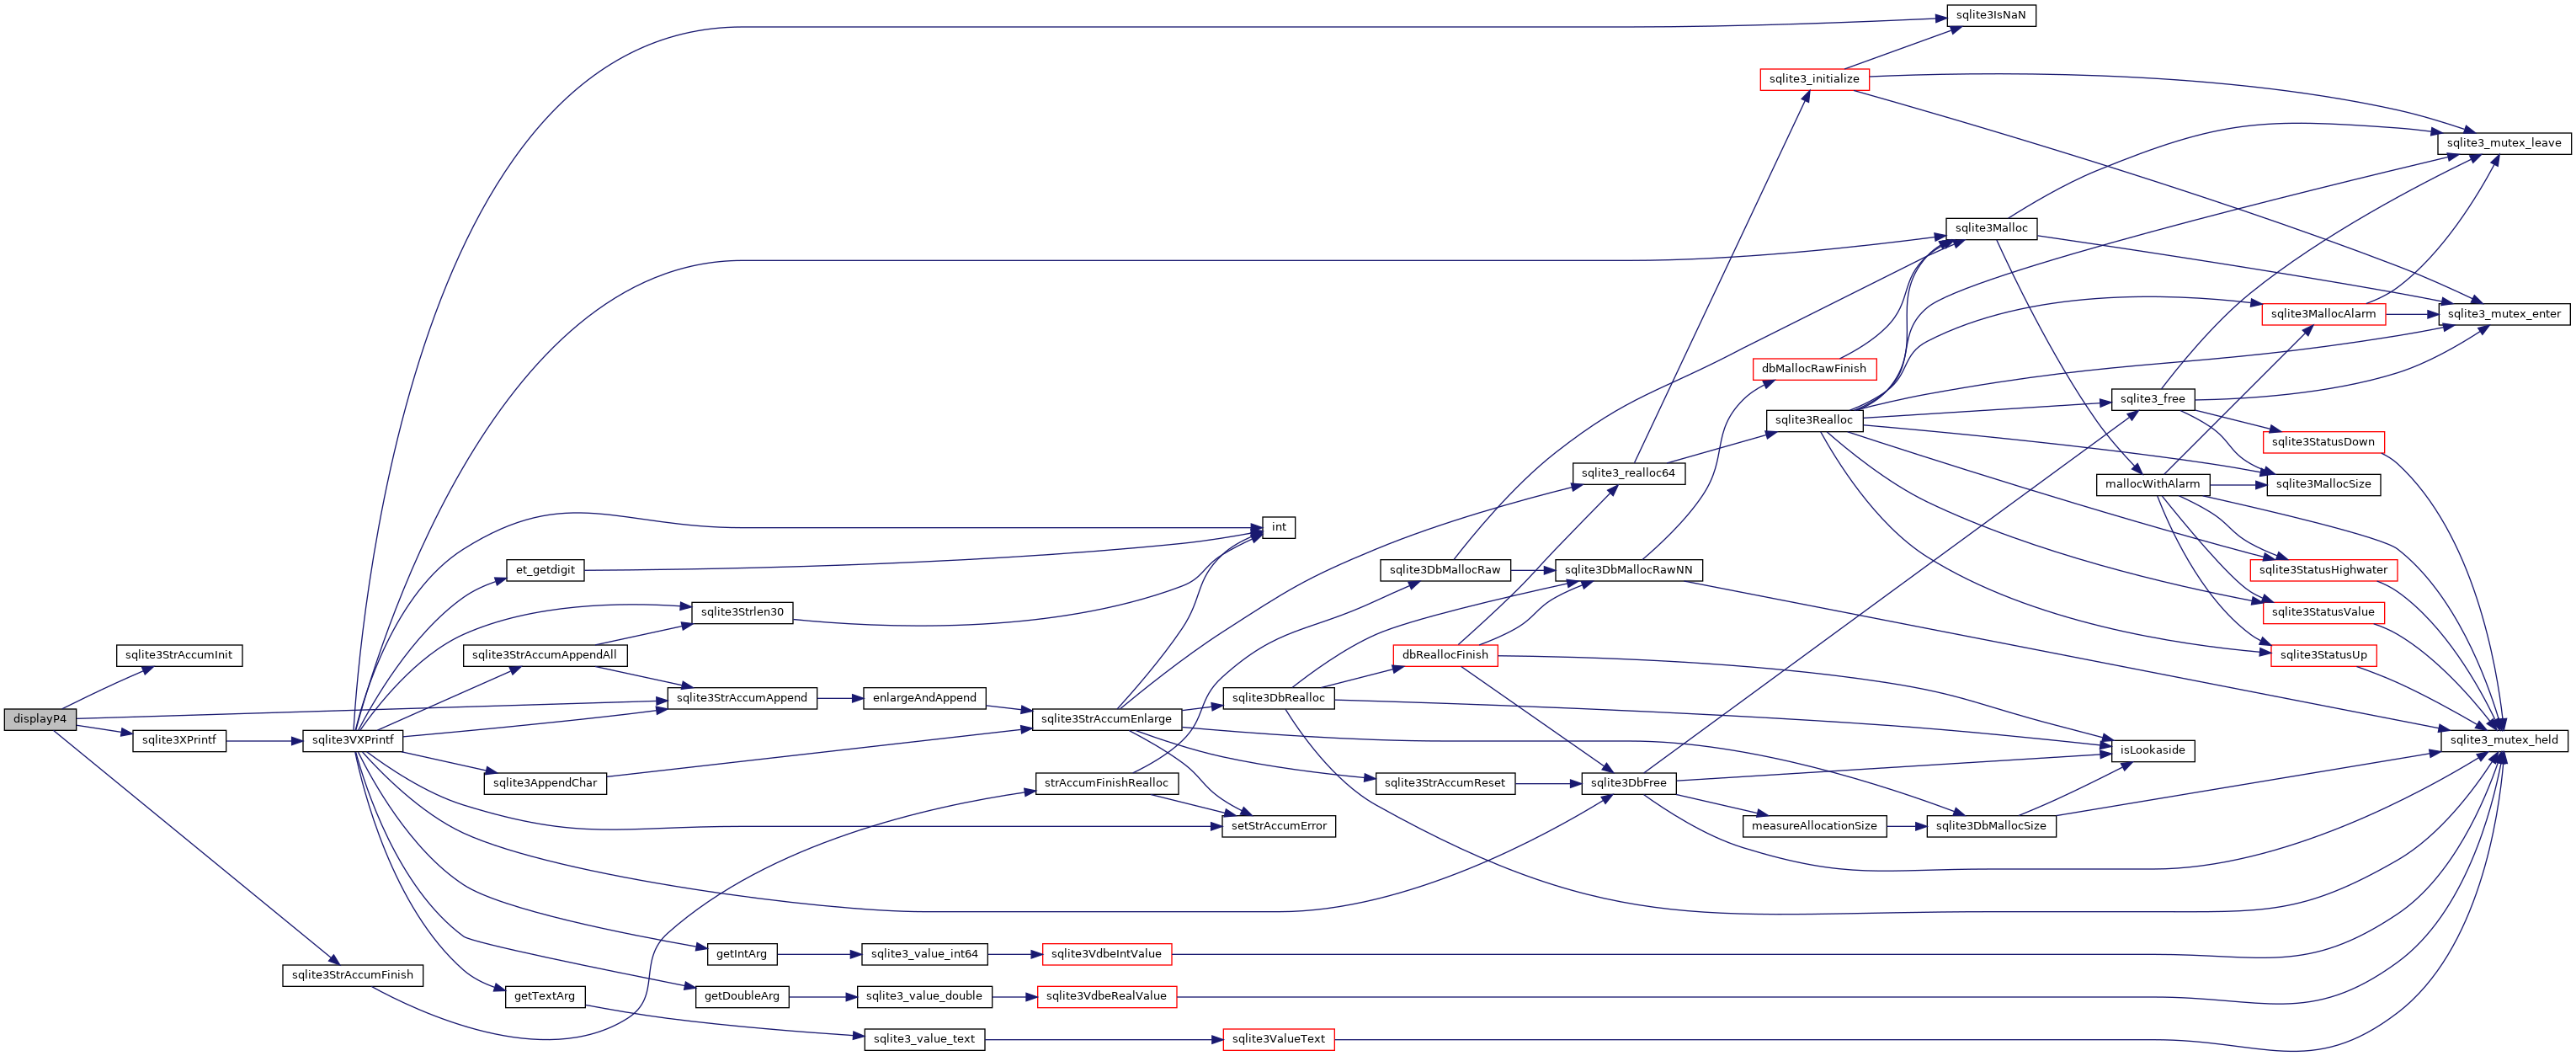 sqlite3IsNaN
sqlite3_initialize
sqlite3_mutex_leave
sqlite3Malloc
sqlite3MallocAlarm
sqlite3_mutex_enter
dbMallocRawFinish
sqlite3_free
sqlite3Realloc
sqlite3StatusDown
sqlite3_realloc64
mallocWithAlarm
sqlite3MallocSize
int
et_getdigit
sqlite3DbMallocRaw
sqlite3DbMallocRawNN
sqlite3StatusHighwater
sqlite3Strlen30
sqlite3StatusValue
sqlite3StrAccumInit
sqlite3StrAccumAppendAll
dbReallocFinish
sqlite3StatusUp
sqlite3StrAccumAppend
enlargeAndAppend
sqlite3DbRealloc
displayP4
sqlite3StrAccumEnlarge
sqlite3XPrintf
sqlite3VXPrintf
sqlite3_mutex_held
isLookaside
sqlite3AppendChar
strAccumFinishRealloc
sqlite3StrAccumReset
sqlite3DbFree
setStrAccumError
measureAllocationSize
sqlite3DbMallocSize
getIntArg
sqlite3_value_int64
sqlite3VdbeIntValue
sqlite3StrAccumFinish
getTextArg
getDoubleArg
sqlite3_value_double
sqlite3VdbeRealValue
sqlite3_value_text
sqlite3ValueText